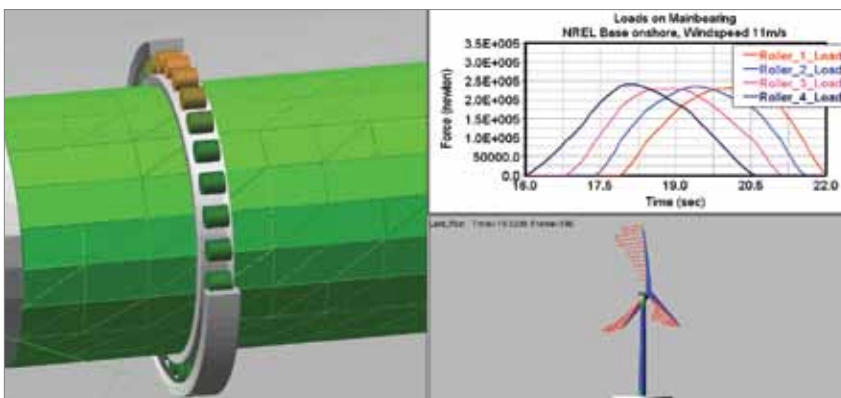 Loads on Mainbearing
NREL Base onshore, Windspeed 11m/s
3.5E+005
3.0E+005
2.5E+005
2.0E+005
1.5E+005
1.0E+005
50000.0
0.0
Force (newton)
Roller_1_Load
Roller_2_Load
Roller_3_Load
Roller_4_Load
16.0 17.5 19.0 20.5 22.0
Time (sec)